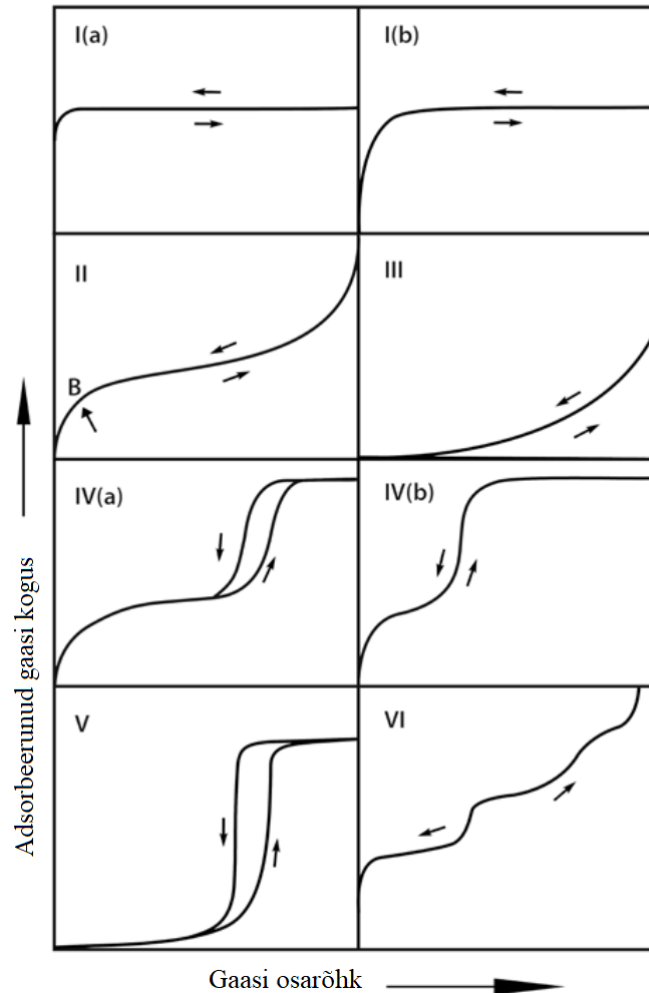 I(a)
I(b)
II
III
B
IV(a)
IV(b)
V
VI
Adsorbeerunud gaasi kogus
Gaasi osarõhk